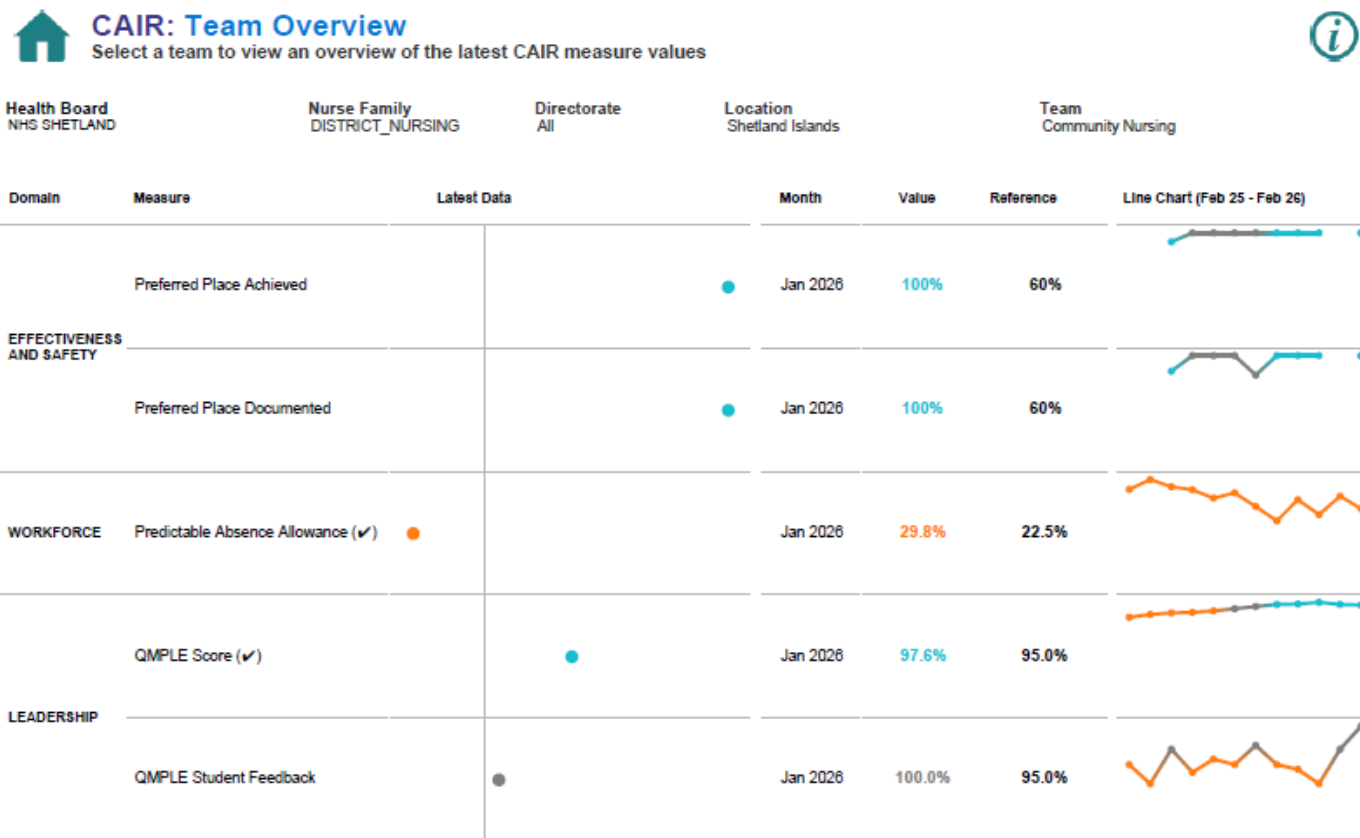 CAIR: Team Overview
Select a team to view an overview of the latest CAIR measure values
i
Health Board Nurse Family Directorate Location Team
NHS SHETLAND DISTRICT_NURSING All Shetland Islands Community Nursing
Domain Measure Latest Data Month Value Reference Line Chart (Feb 25 - Feb 26)
Preferred Place Achieved Jan 2026 100% 60%
EFFECTIVENESS
AND SAFETY
Preferred Place Documented Jan 2026 100% 60%
WORKFORCE Predictable Absence Allowance (✔) Jan 2026 29.8% 22.5%
QMPLE Score (✔) Jan 2026 97.6% 95.0%
LEADERSHIP
QMPLE Student Feedback Jan 2026 100.0% 95.0%